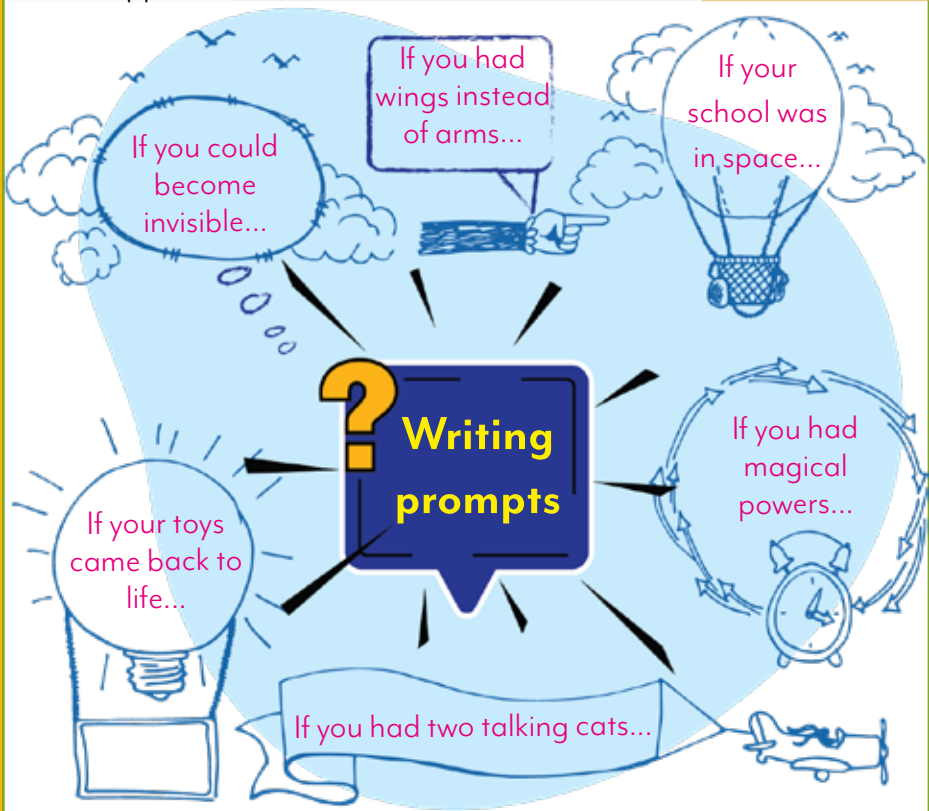 If you had
wings instead
of arms...
If your
school was
in space...
If you could
become
invisible...
?
Writing
prompts
If you had
magical
powers...
If your toys
came back to
life...
If you had two talking cats...